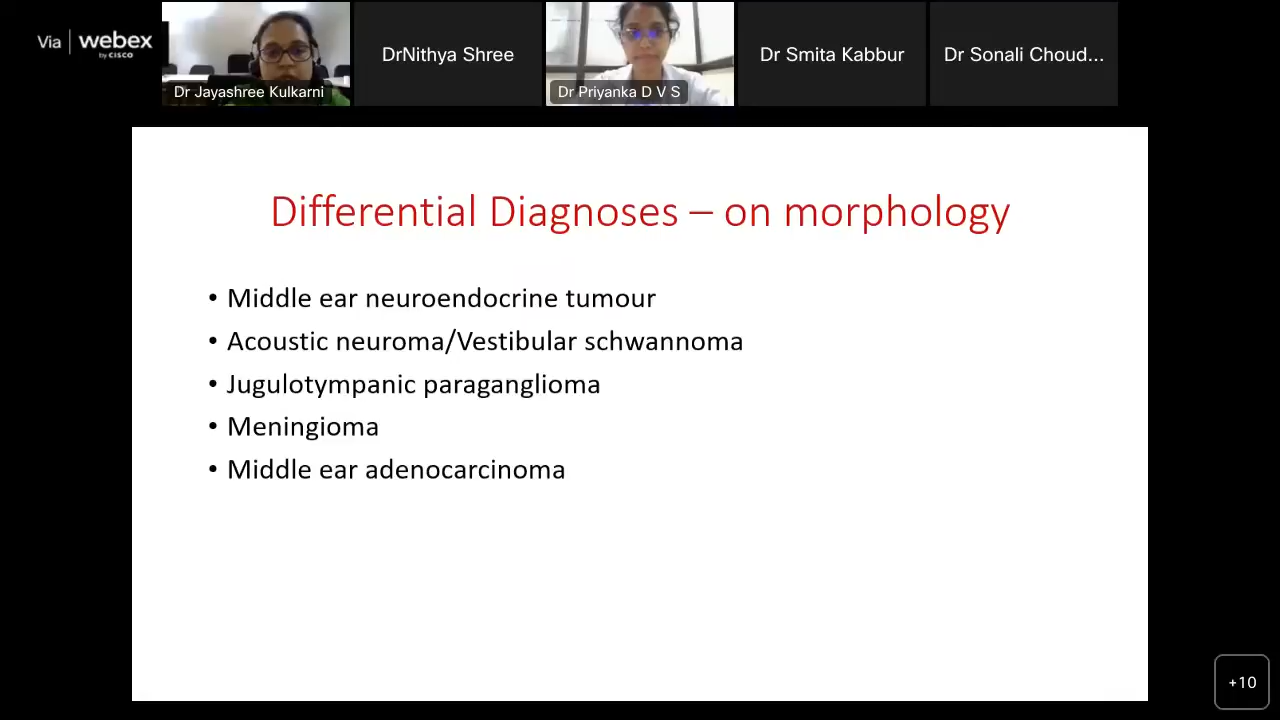 Via webex
by CISCO
DrNithya Shree
Dr Smita Kabbur
Dr Sonali Choud...
Dr Jayashree Kulkarni
Dr Priyanka D V S
Differential Diagnoses – on morphology
• Middle ear neuroendocrine tumour
• Acoustic neuroma/Vestibular schwannoma
• Jugulotympanic paraganglioma
• Meningioma
• Middle ear adenocarcinoma
+10